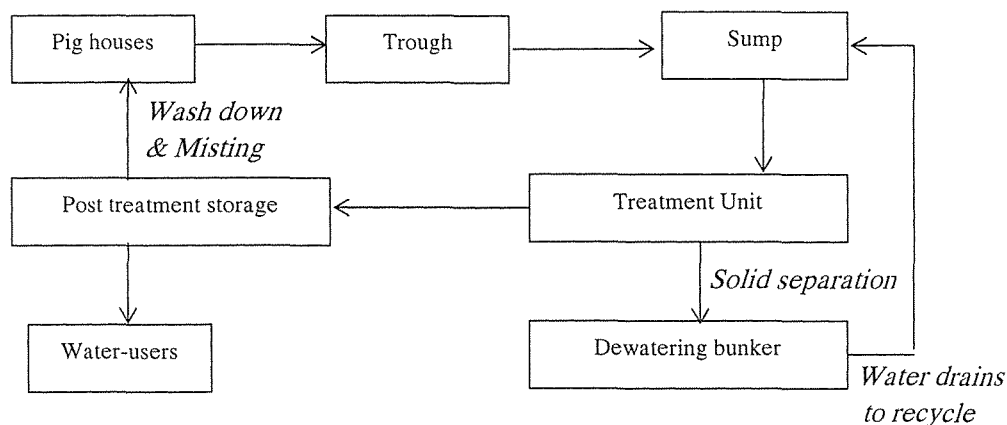 Pig houses
Trough
Sump
Wash down
& Misting
Post treatment storage
Treatment Unit
Solid separation
Water-users
Dewatering bunker
Water drains
to recycle